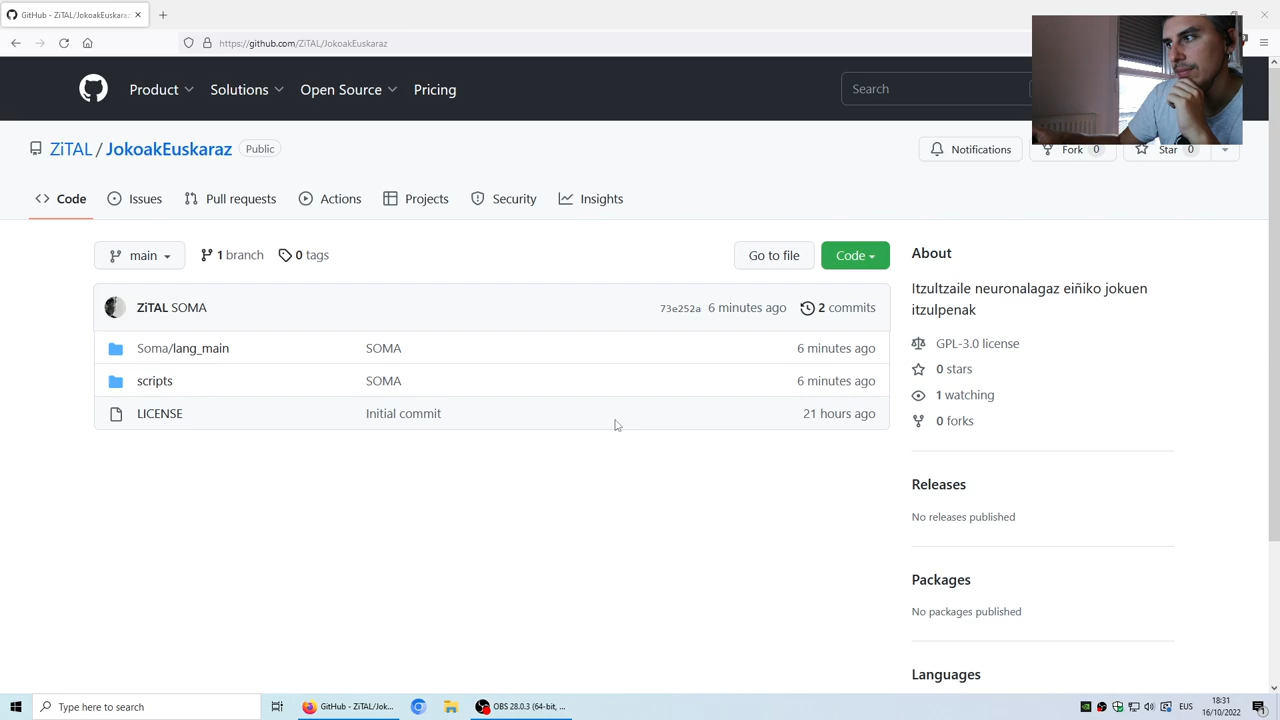 GitHub - ZiTAL/JokoakEuskaraz:
https://github.com/ZiTAL/JokoakEuskaraz
Product
Solutions
Open Source
Pricing
Search
ZiTAL / JokoakEuskaraz
Public
Notifications
Fork 0
Star 0
Code
Issues
Pull requests
Actions
Projects
Security
Insights
main
1 branch
0 tags
Go to file
Code
ZiTAL SOMA
73e252a 6 minutes ago
2 commits
Soma/lang_main SOMA 6 minutes ago
scripts SOMA 6 minutes ago
LICENSE Initial commit 21 hours ago
About
Itzultzaile neuronalagaz eiñiko jokuen
itzulpenak
GPL-3.0 license
0 stars
1 watching
0 forks
Releases
No releases published
Packages
No packages published
Languages
Type here to search
GitHub - ZiTAL/Jok...
OBS 28.0.3 (64-bit, ...
EUS
18:31
16/10/2022